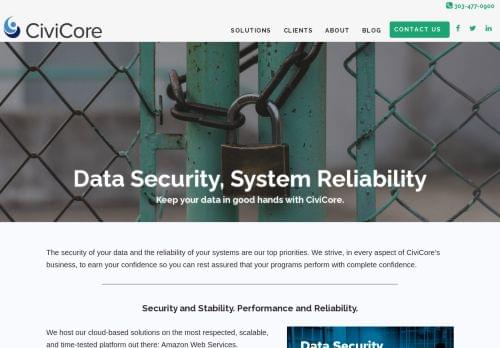 303-477-0900
CiviCore
SOLUTIONS CLIENTS ABOUT BLOG CONTACT US
Data Security, System Reliability
Keep your data in good hands with CiviCore.
The security of your data and the reliability of your systems are our top priorities. We strive, in every aspect of CiviCore's
business, to earn your confidence so you can rest assured that your programs perform with complete confidence.
Security and Stability. Performance and Reliability.
We host our cloud-based solutions on the most respected, scalable,
and time-tested platform out there: Amazon Web Services.
Data Security